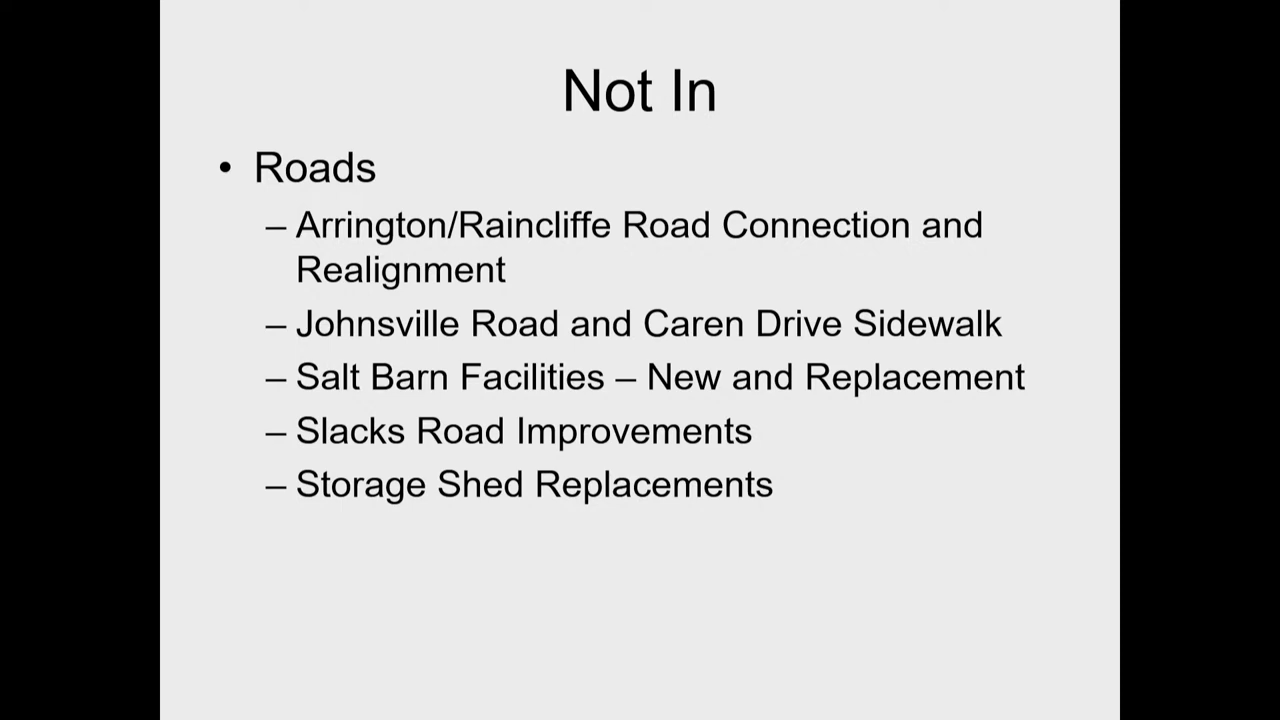 Not In
• Roads
– Arrington/Raincliffe Road Connection and
Realignment
– Johnsville Road and Caren Drive Sidewalk
– Salt Barn Facilities – New and Replacement
– Slacks Road Improvements
– Storage Shed Replacements